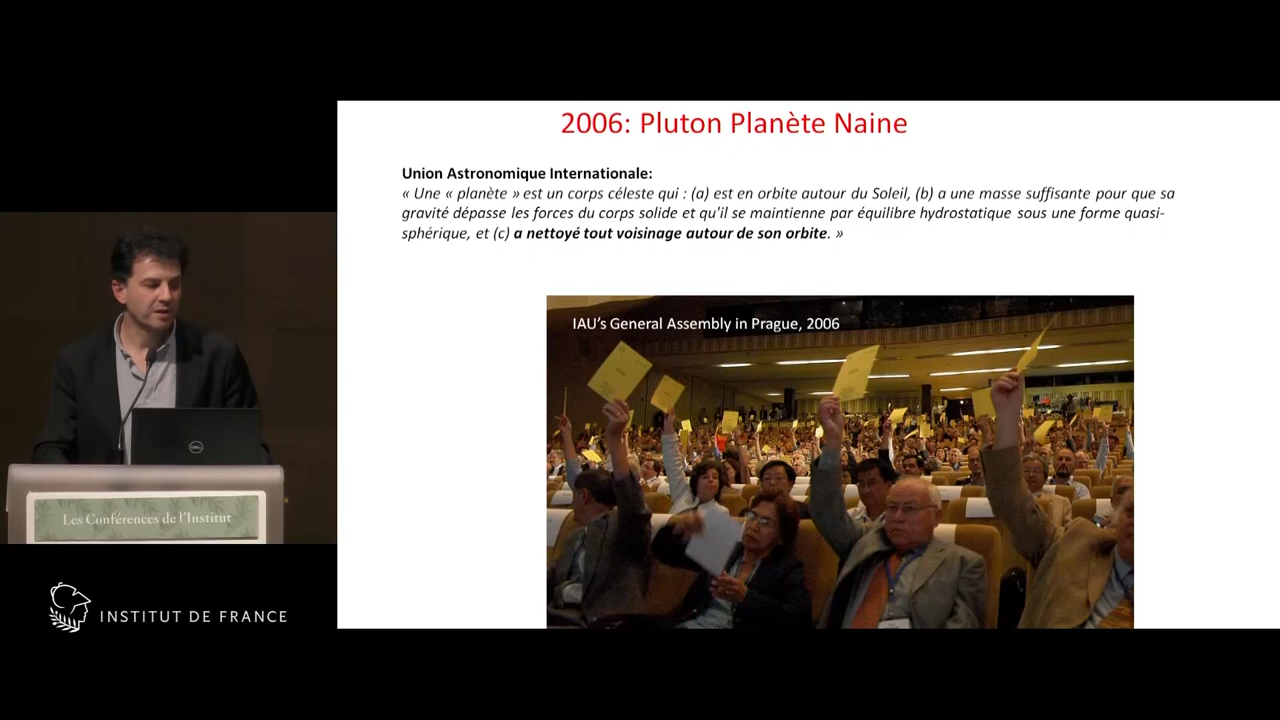 2006: Pluton Planète Naine
Union Astronomique Internationale:
« Une « planète » est un corps céleste qui : (a) est en orbite autour du Soleil, (b) a une masse suffisante pour que sa
gravité dépasse les forces du corps solide et qu'il se maintienne par équilibre hydrostatique sous une forme quasi-
sphérique, et (c) a nettoyé tout voisinage autour de son orbite. »
IAU's General Assembly in Prague, 2006
DELL
Les Conférences de l'Institut
INSTITUT DE FRANCE